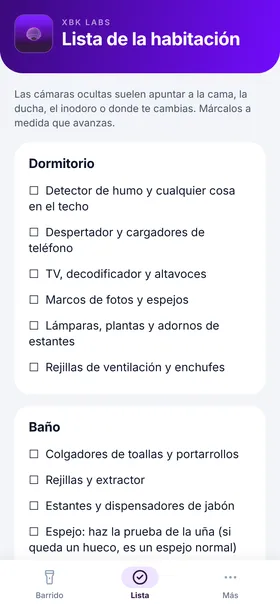 XBK LABS
Lista de la habitación
Las cámaras ocultas suelen apuntar a la cama, la
ducha, el inodoro o donde te cambias. Márcalos a
medida que avanzas.
Dormitorio
☐ Detector de humo y cualquier cosa
en el techo
☐ Despertador y cargadores de
teléfono
☐ TV, decodificador y altavoces
☐ Marcos de fotos y espejos
☐ Lámparas, plantas y adornos de
estantes
☐ Rejillas de ventilación y enchufes
Baño
☐ Colgadores de toallas y portarrollos
☐ Rejillas y extractor
☐ Estantes y dispensadores de jabón
☐ Espejo: haz la prueba de la uña (si
queda un hueco, es un espejo normal)
Barrido
Lista
Más